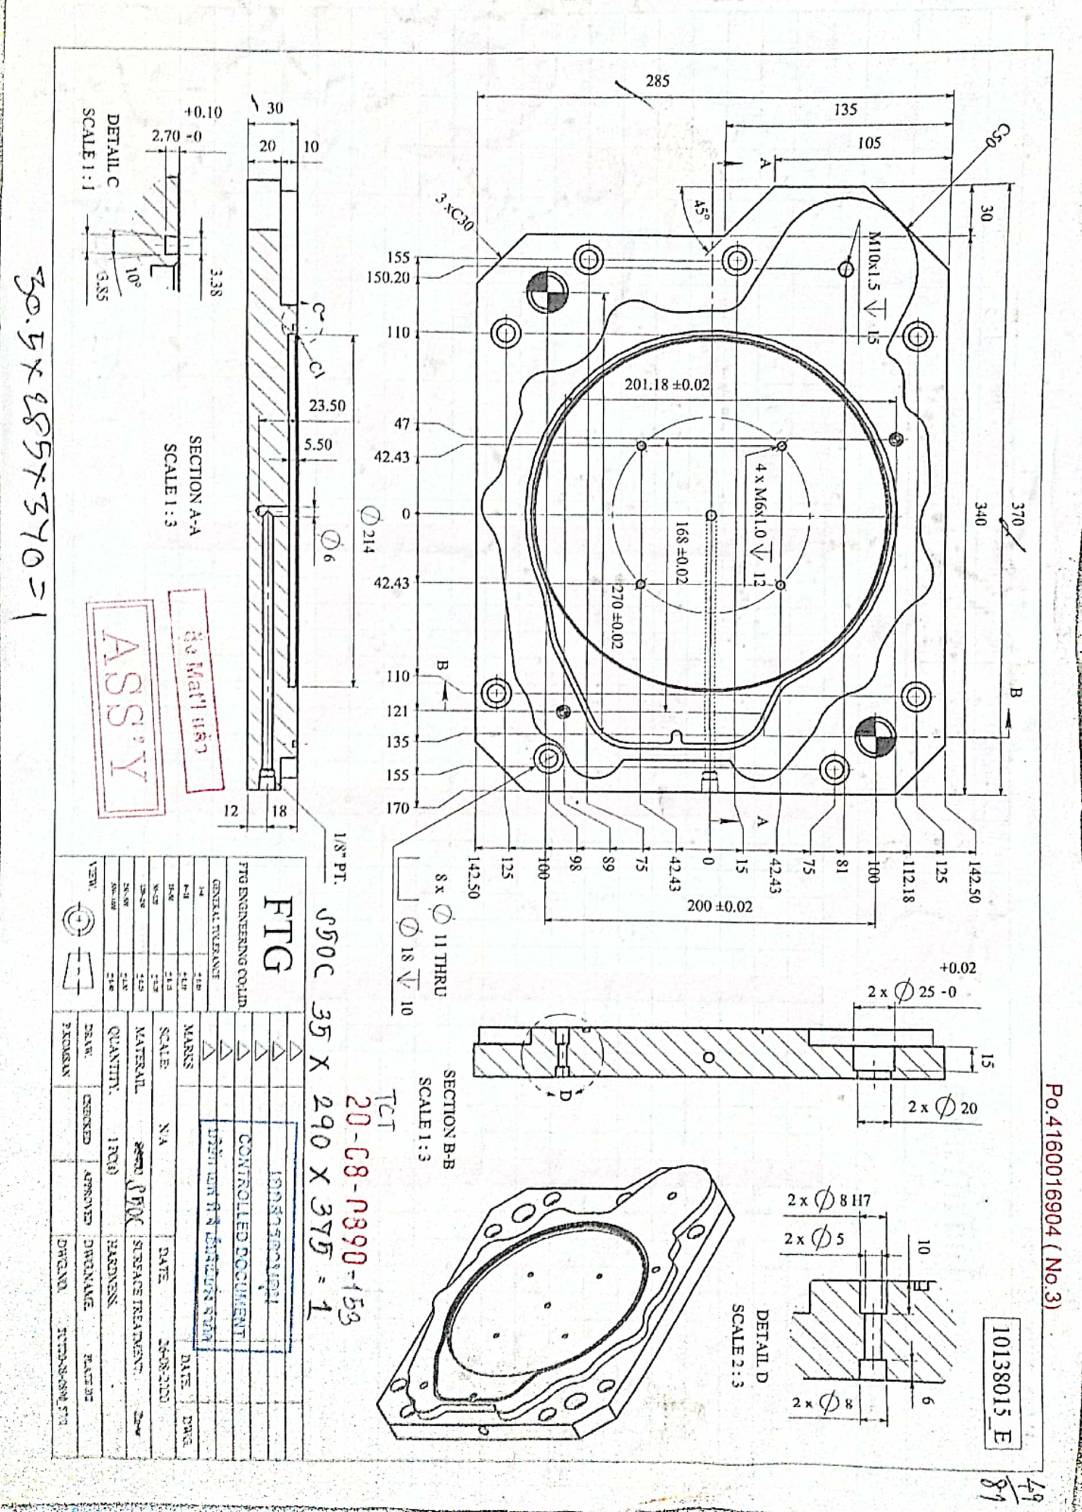 Po.4160016904 ( No.3)
49
81
10138015_E
370
B
30
340
C50
142.50
125
112.18
100
81
75
42.43
15
0
42.43
75
89
98
100
125
142.50
135
105
285
M10x1.5 ↧ 15
A
A
4 x M6x1.0 ↧ 12
45°
168 ±0.02
201.18 ±0.02
270 ±0.02
200 ±0.02
3 xC30
B
8 x ∅ 11 THRU
⌴ ∅ 18 ↧ 10
155
150.20
110
47
42.43
0
42.43
110
121
135
155
170
15
+0.02
2 x ∅ 25 -0
2 x ∅ 20
D
SECTION B-B
SCALE 1 : 3
10
6
2 x ∅ 8 H7
2 x ∅ 5
2 x ∅ 8
DETAIL D
SCALE 2 : 3
∅ 214
C
C1
23.50
5.50
∅ 6
1/8" PT.
10
30
20
18
12
SECTION A-A
SCALE 1 : 3
+0.10
2.70 -0
3.38
10°
3.85
DETAIL C
SCALE 1 : 1
สั่ง Mat'l แล้ว
ASS'Y
TCT
20-08-0890-153
S50C 35 x 290 x 375 = 1
FTG
FTG ENGINEERING CO;LTD.
GENERAL TOLERANCE
เอกสารควบคุม
CONTROLLED DOCUMENT
บริษัท เอฟ ที จี เอ็นจิเนียริ่ง จำกัด
MARKS
DATE.
DWG.
SCALE:
N/A
DATE.
26-08-2020
MATERAIL.
S50C
SURFACE TREATMENT:
QUANTITY.
1 PC(s)
HARDNESS.
-
VIEW.
DRAW.
CHECKED
APPROVED
DWG.NAME.
P.KOMSAN
DWG.NO.
30.5x285x370=1